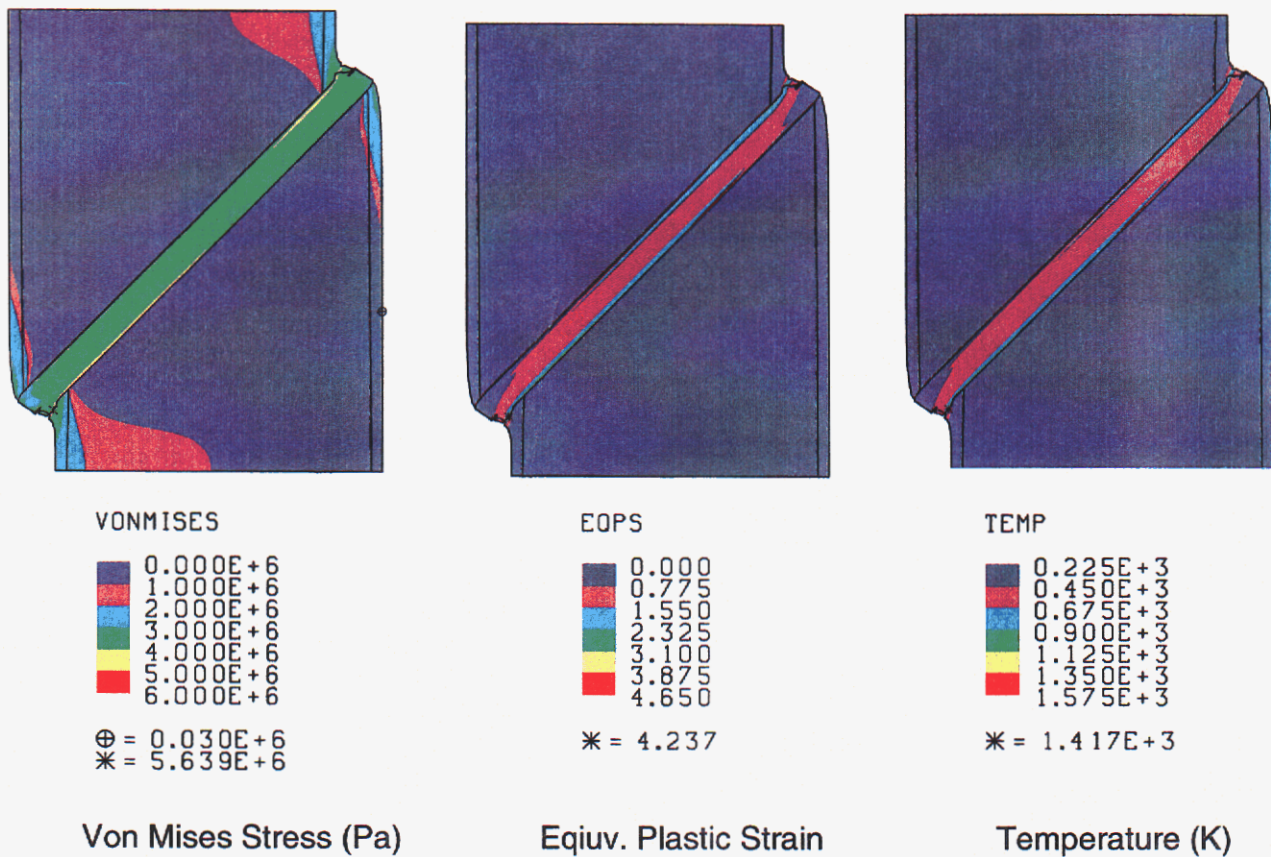 VONMISES
0.000E+6
1.000E+6
2.000E+6
3.000E+6
4.000E+6
5.000E+6
6.000E+6
⊕ = 0.030E+6
✳ = 5.639E+6
Von Mises Stress (Pa)
EQPS
0.000
0.775
1.550
2.325
3.100
3.875
4.650
✳ = 4.237
Eqiuv. Plastic Strain
TEMP
0.225E+3
0.450E+3
0.675E+3
0.900E+3
1.125E+3
1.350E+3
1.575E+3
✳ = 1.417E+3
Temperature (K)